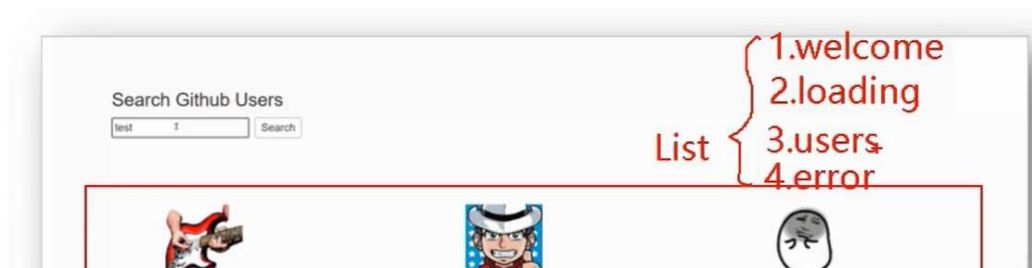 1.welcome
Search Github Users
2.loading
test
Search
List
3.users
4.error